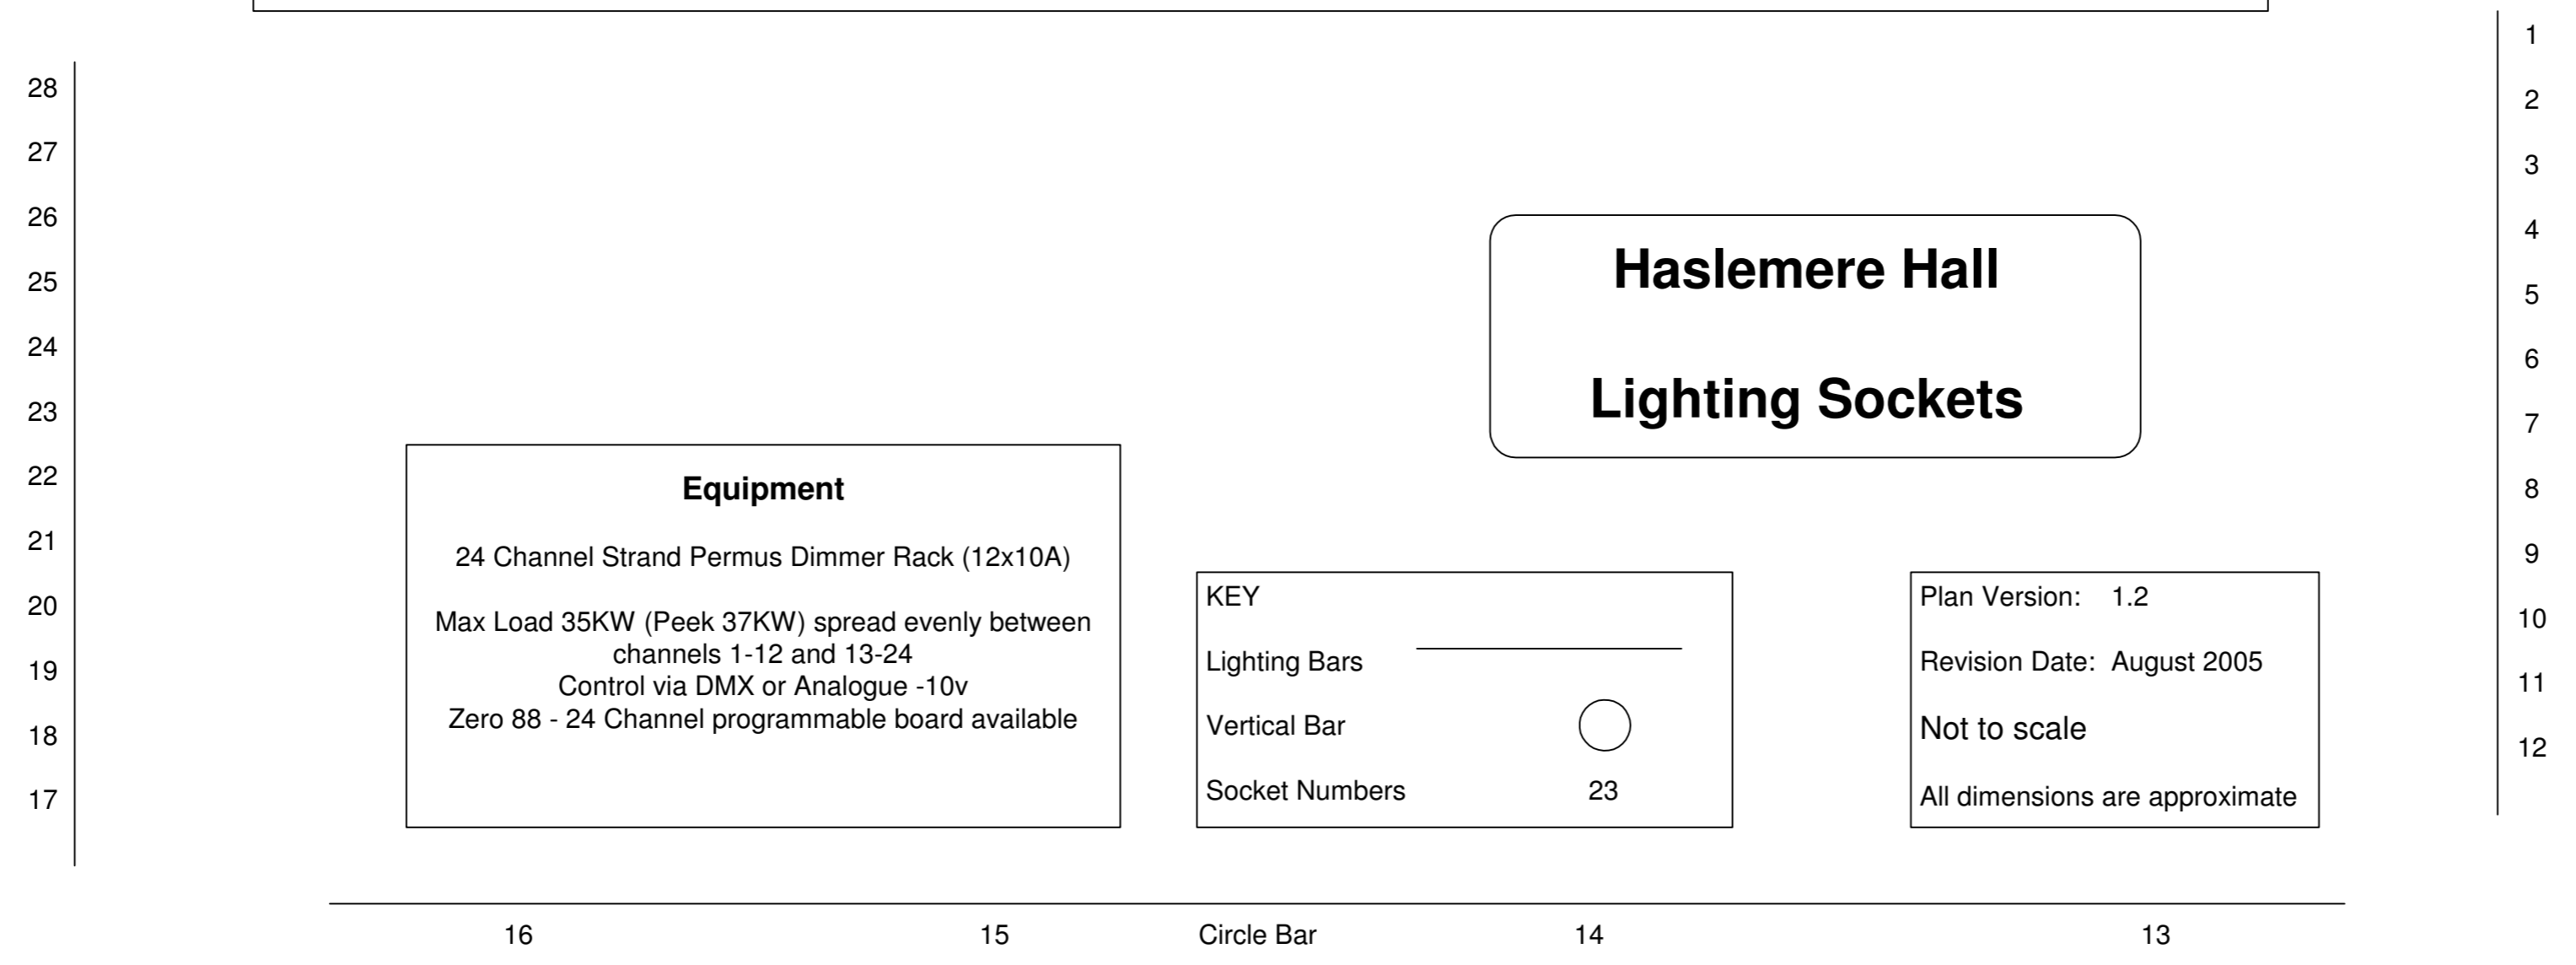 28
27
26
25
24
23
22
21
20
19
18
17
Haslemere Hall
Lighting Sockets
Equipment
24 Channel Strand Permus Dimmer Rack (12x10A)
Max Load 35KW (Peek 37KW) spread evenly between
channels 1-12 and 13-24
Control via DMX or Analogue -10v
Zero 88 - 24 Channel programmable board available
KEY
Lighting Bars
Vertical Bar
Socket Numbers 23
Plan Version: 1.2
Revision Date: August 2005
Not to scale
All dimensions are approximate
1
2
3
4
5
6
7
8
9
10
11
12
16 15 Circle Bar 14 13